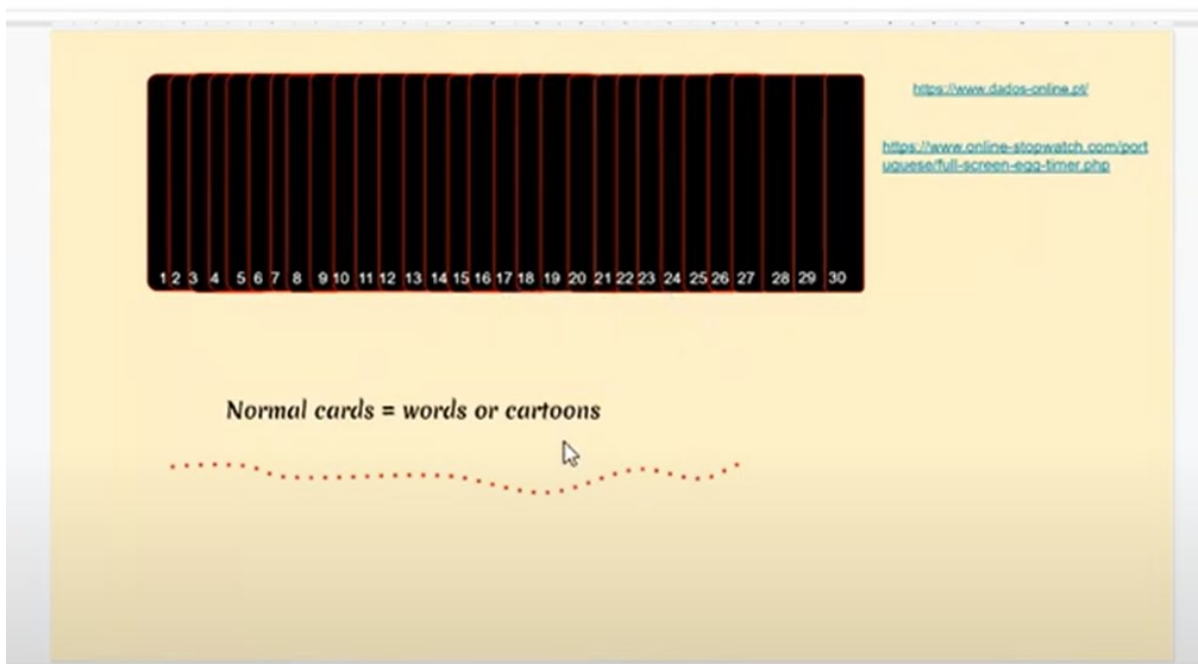 https://www.dados-online.pt/
https://www.online-stopwatch.com/port
uguese/full-screen-egg-timer.php
1 2 3 4 5 6 7 8 9 10 11 12 13 14 15 16 17 18 19 20 21 22 23 24 25 26 27 28 29 30
Normal cards = words or cartoons